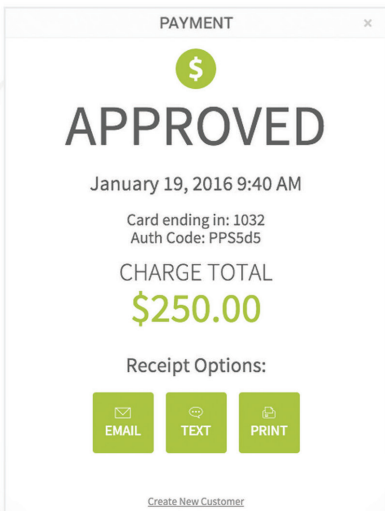 PAYMENT ×
$
APPROVED
January 19, 2016 9:40 AM
Card ending in: 1032
Auth Code: PPS5d5
CHARGE TOTAL
$250.00
Receipt Options:
EMAIL TEXT PRINT
Create New Customer